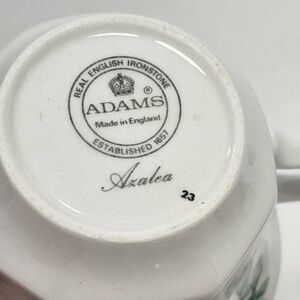 REAL ENGLISH IRONSTONE
ADAMS ®
Made in England
ESTABLISHED 1657
Azalea
23